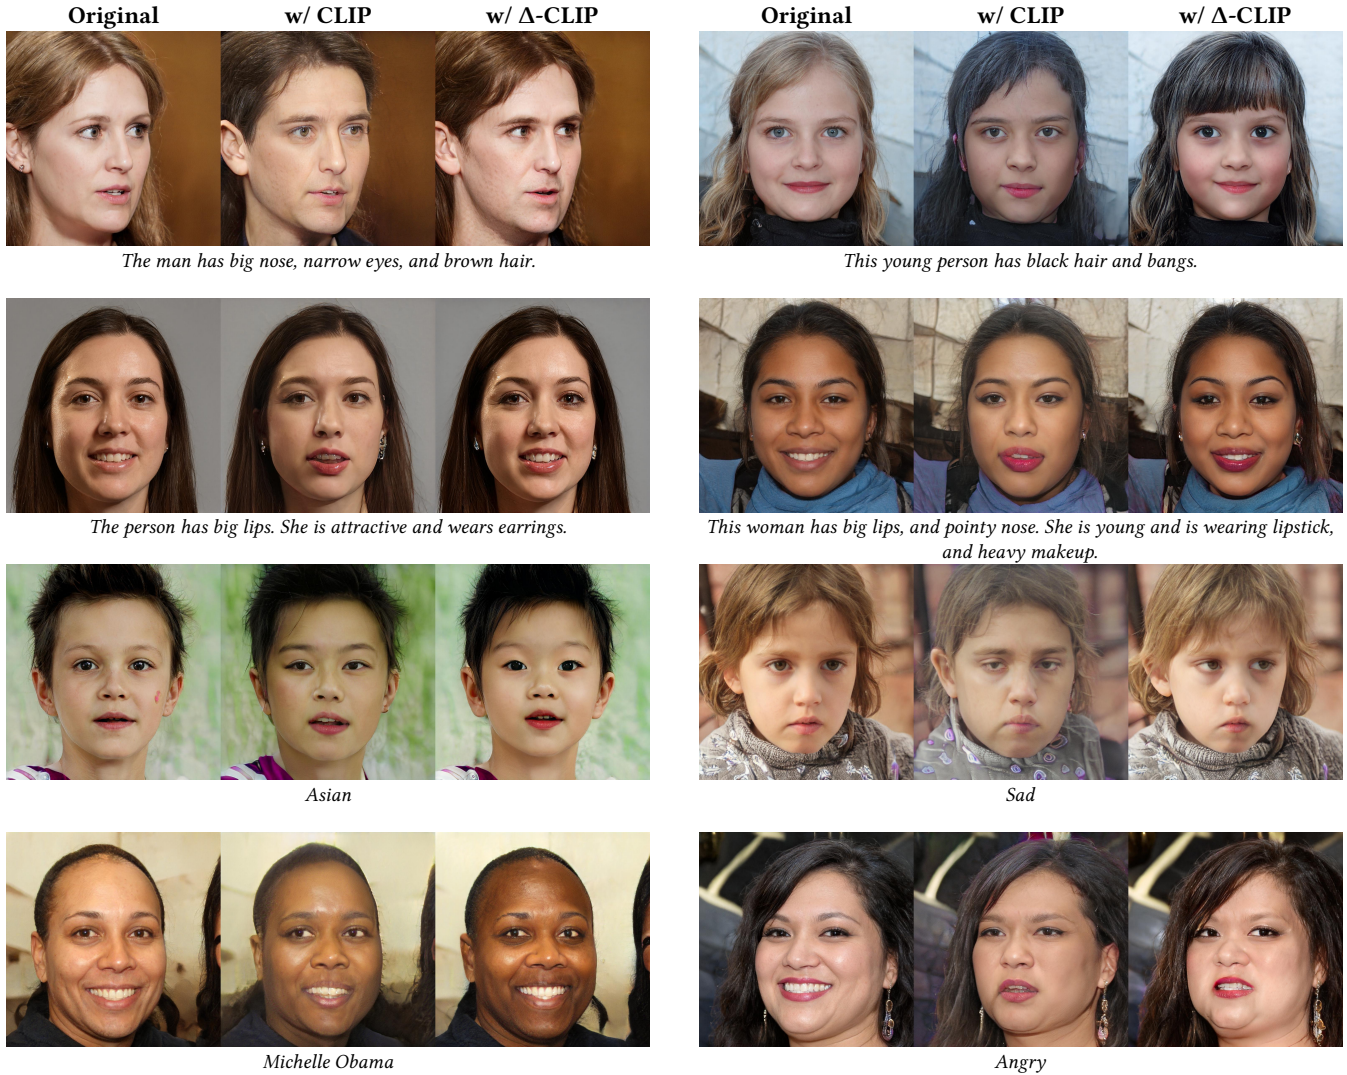 Original w/ CLIP w/ Δ-CLIP
Original w/ CLIP w/ Δ-CLIP
The man has big nose, narrow eyes, and brown hair.
This young person has black hair and bangs.
The person has big lips. She is attractive and wears earrings.
This woman has big lips, and pointy nose. She is young and is wearing lipstick,
and heavy makeup.
Asian
Sad
Michelle Obama
Angry